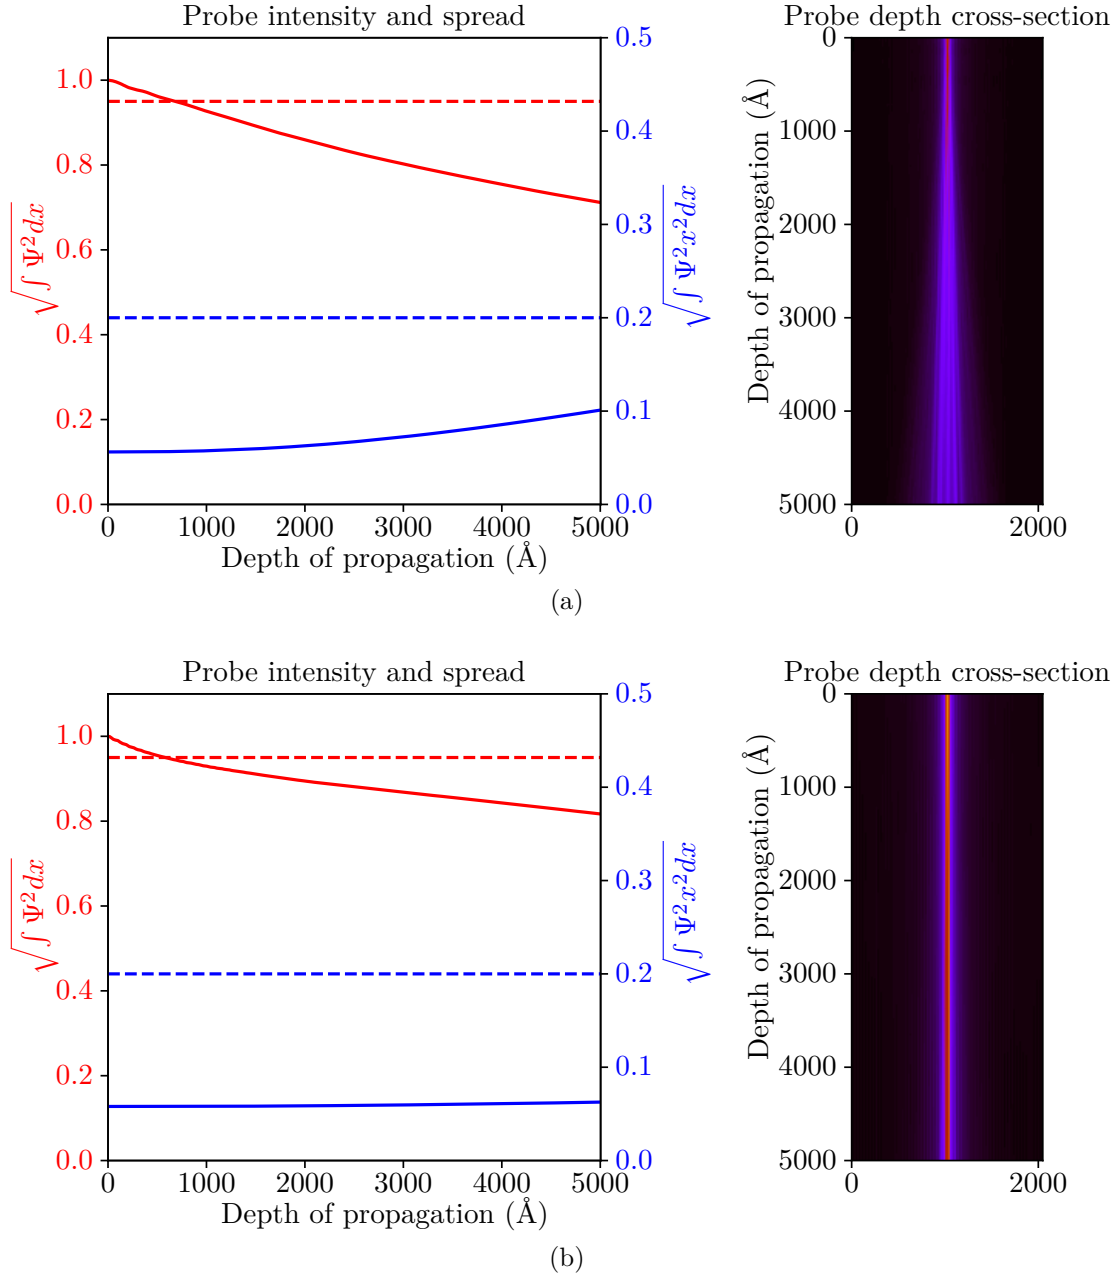 Probe intensity and spread
Probe depth cross-section
1.0
0.8
0.6
0.4
0.2
0.0
√∫Ψ²dx
0.5
0.4
0.3
0.2
0.1
0.0
√∫Ψ²x²dx
0 1000 2000 3000 4000 5000
Depth of propagation (Å)
0
1000
2000
3000
4000
5000
Depth of propagation (Å)
0 2000
(a)
Probe intensity and spread
Probe depth cross-section
1.0
0.8
0.6
0.4
0.2
0.0
√∫Ψ²dx
0.5
0.4
0.3
0.2
0.1
0.0
√∫Ψ²x²dx
0 1000 2000 3000 4000 5000
Depth of propagation (Å)
0
1000
2000
3000
4000
5000
Depth of propagation (Å)
0 2000
(b)